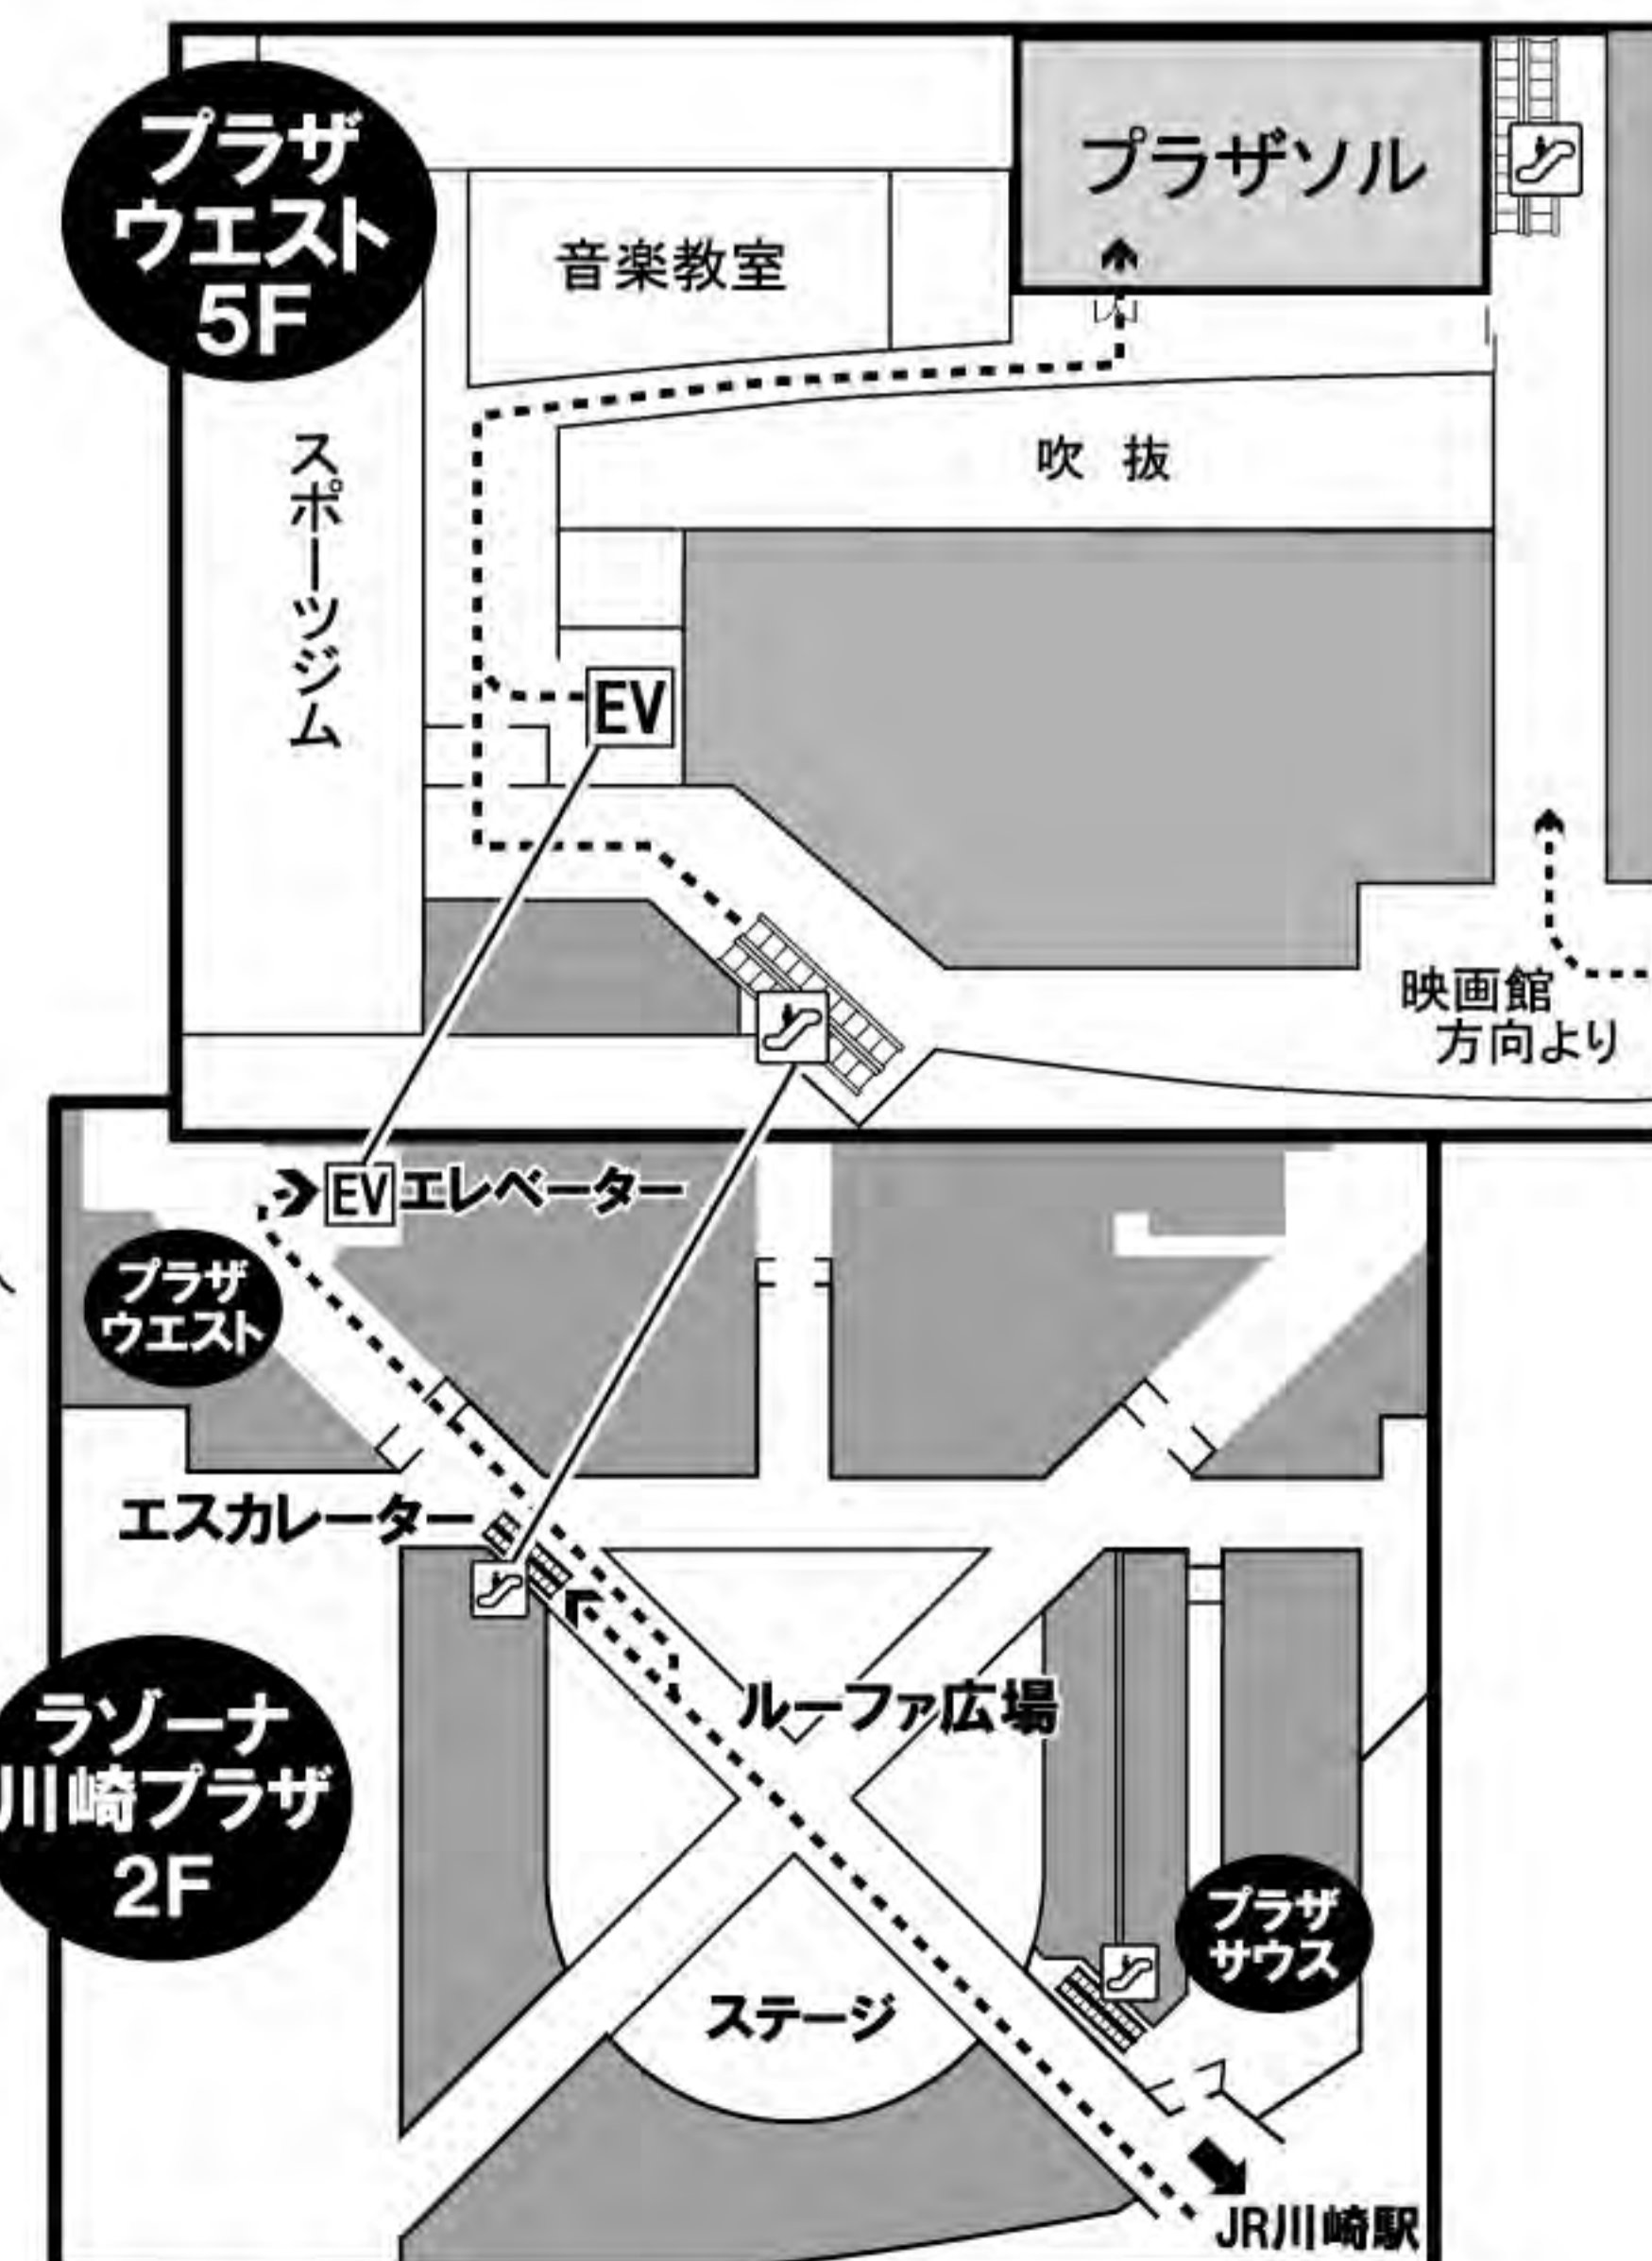 プラザ
ウエスト
5F
プラザソル
音楽教室
スポーツジム
吹 抜
EV
映画館
方向より
EV エレベーター
プラザ
ウエスト
エスカレーター
ルーファ広場
ラゾーナ
川崎プラザ
2F
プラザ
サウス
ステージ
JR川崎駅